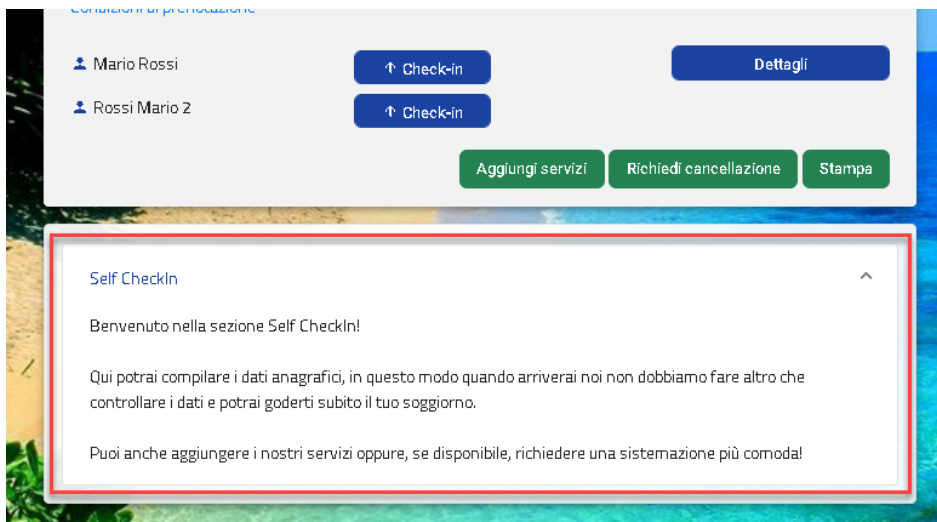 Condizioni di prenotazione
Mario Rossi
↑ Check-in
Dettagli
Rossi Mario 2
↑ Check-in
Aggiungi servizi
Richiedi cancellazione
Stampa
Self CheckIn
Benvenuto nella sezione Self CheckIn!
Qui potrai compilare i dati anagrafici, in questo modo quando arriverai noi non dobbiamo fare altro che
controllare i dati e potrai goderti subito il tuo soggiorno.
Puoi anche aggiungere i nostri servizi oppure, se disponibile, richiedere una sistemazione più comoda!